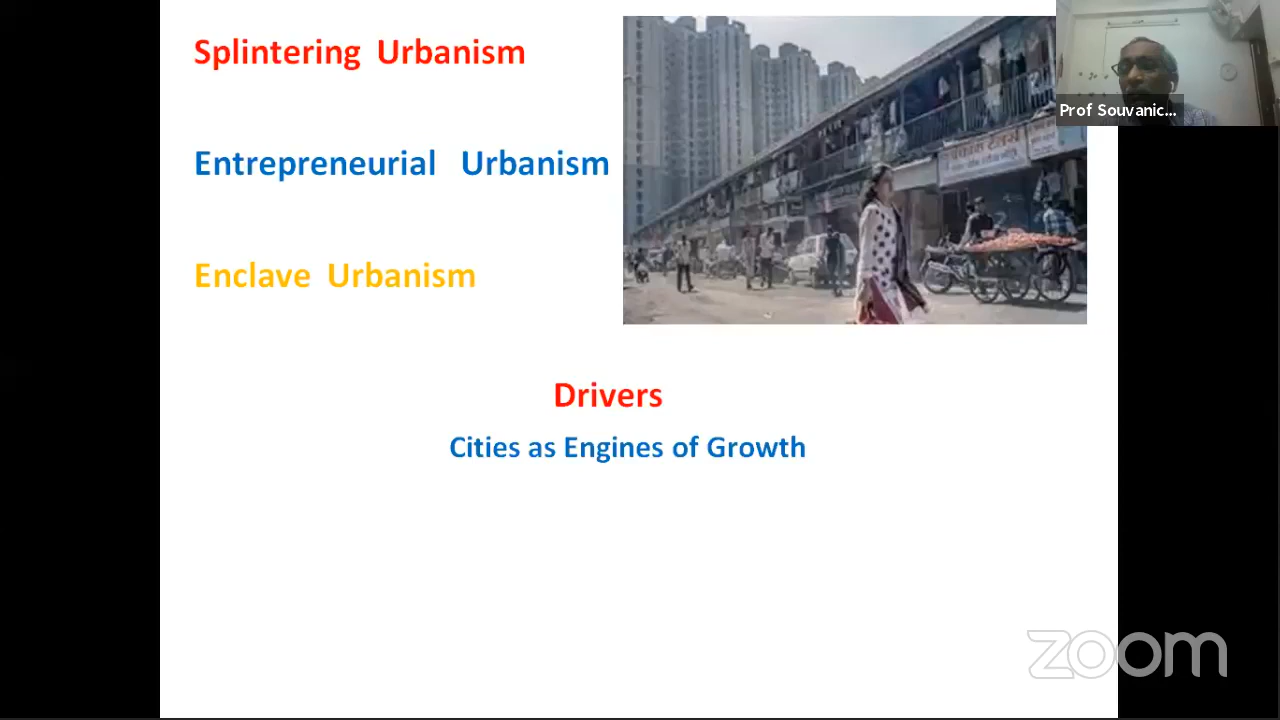 Splintering Urbanism
Prof Souvanic...
Entrepreneurial Urbanism
Enclave Urbanism
Drivers
Cities as Engines of Growth
zoom